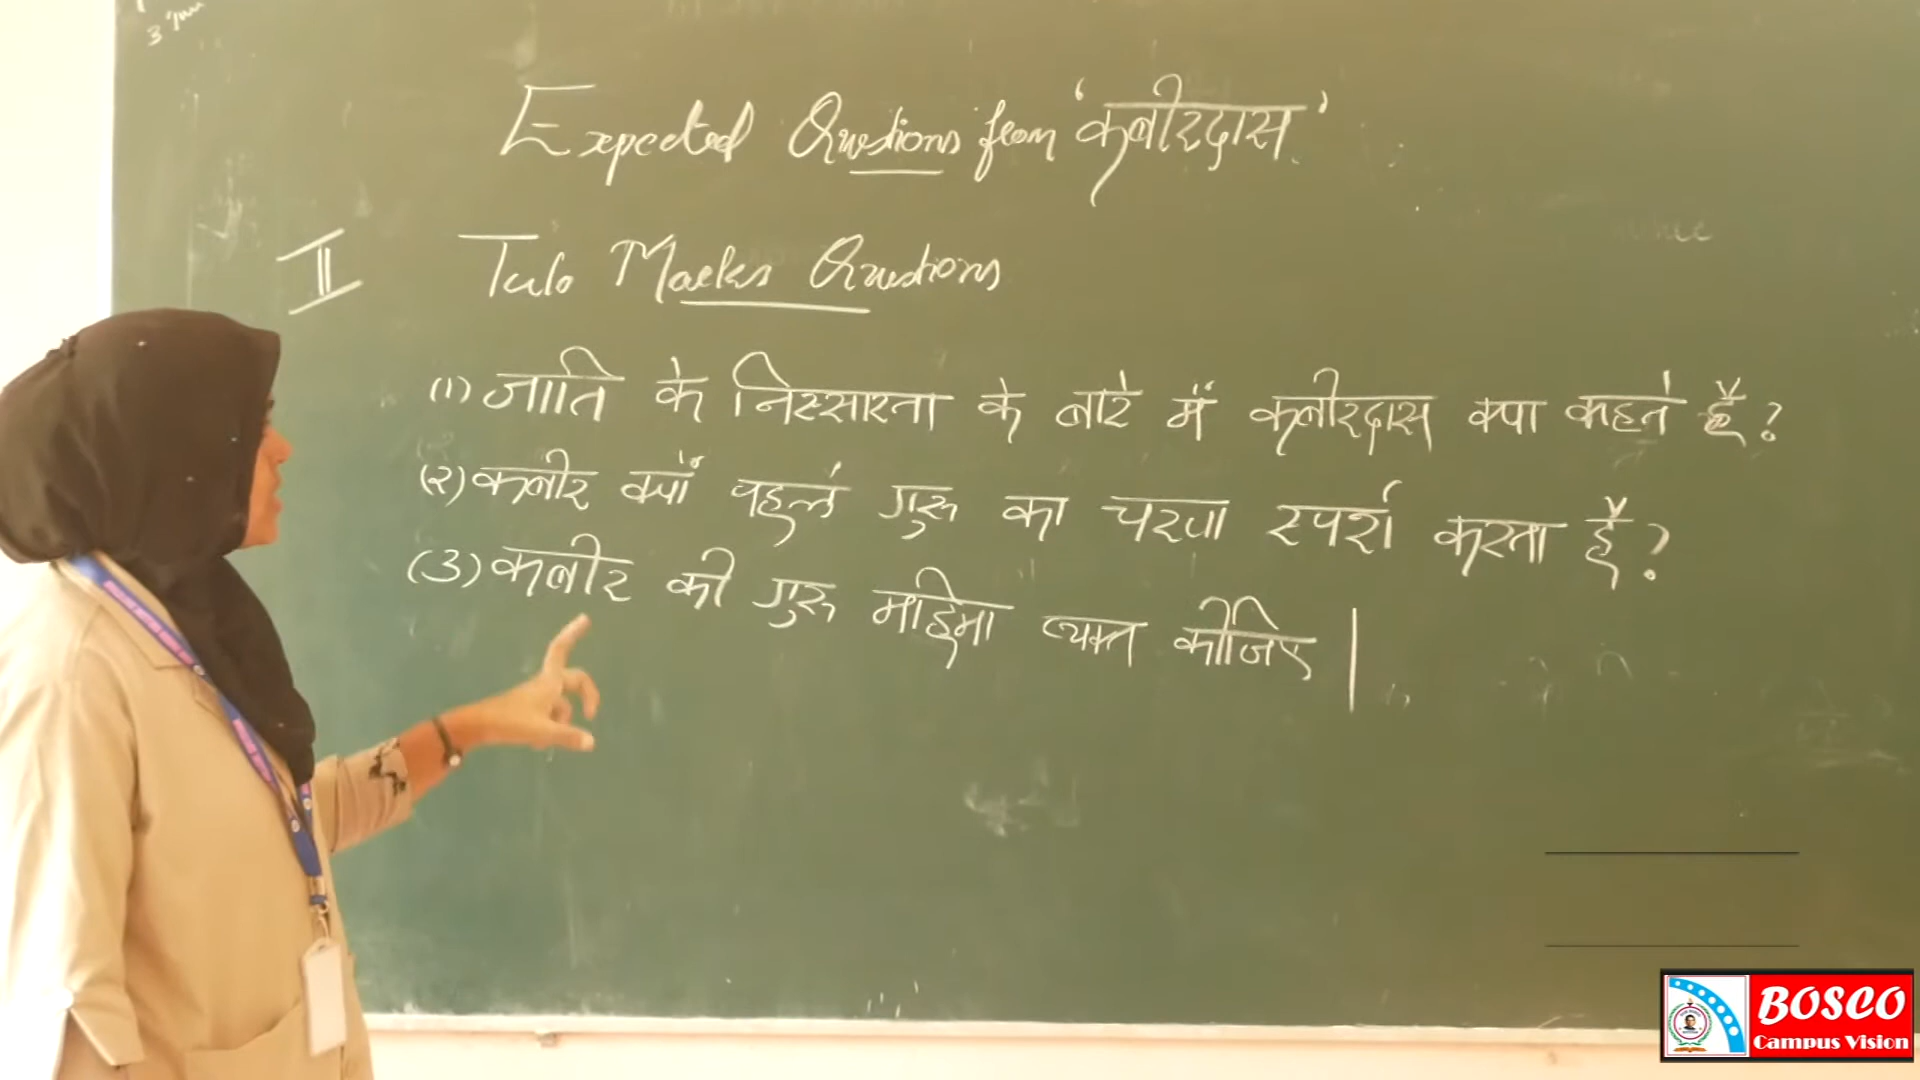 Expected Questions from 'कबीरदास'
II Two Marks Questions
(1) जाति के निस्सारता के बारे में कबीरदास क्या कहते हैं?
(२) कबीर क्यों पहले गुरु का चरण स्पर्श करता है?
(3) कबीर की गुरु महिमा व्यक्त कीजिए |
BOSCO
Campus Vision